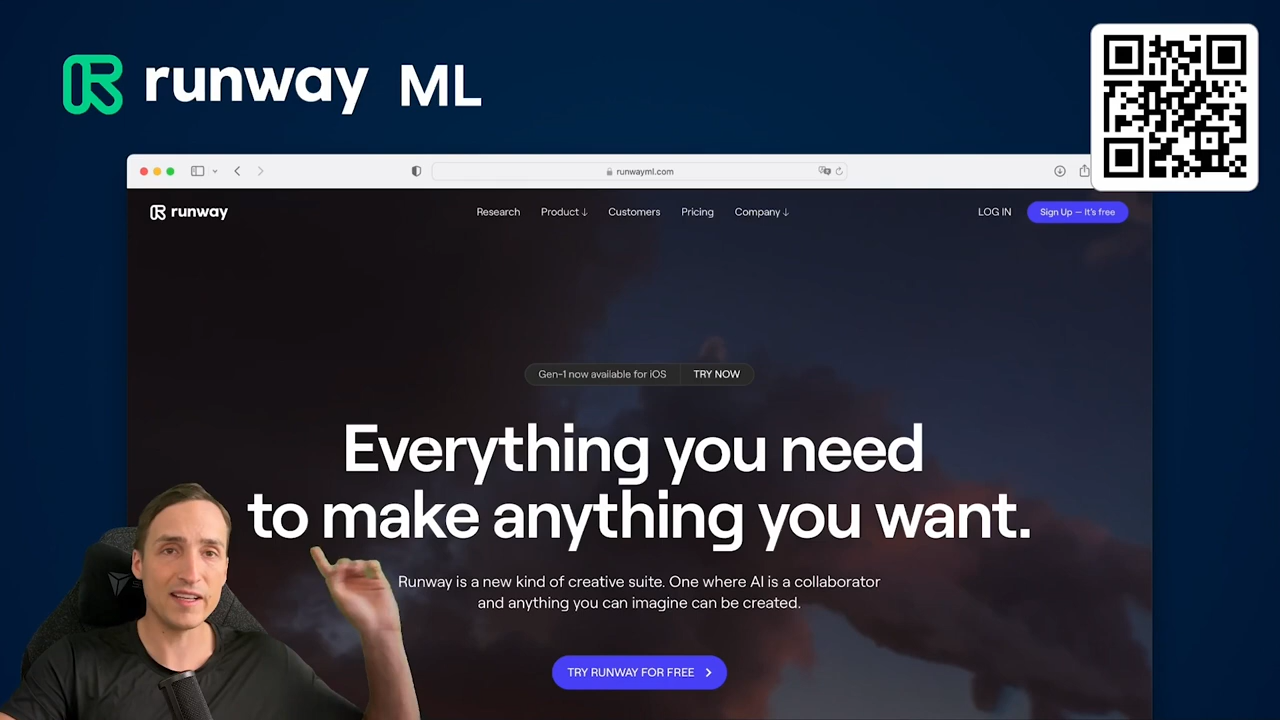 runway ML
runwayml.com
runway
Research
Product ↓
Customers
Pricing
Company ↓
LOG IN
Sign Up — It's free
Gen-1 now available for iOS
TRY NOW
Everything you need
to make anything you want.
Runway is a new kind of creative suite. One where AI is a collaborator
and anything you can imagine can be created.
TRY RUNWAY FOR FREE